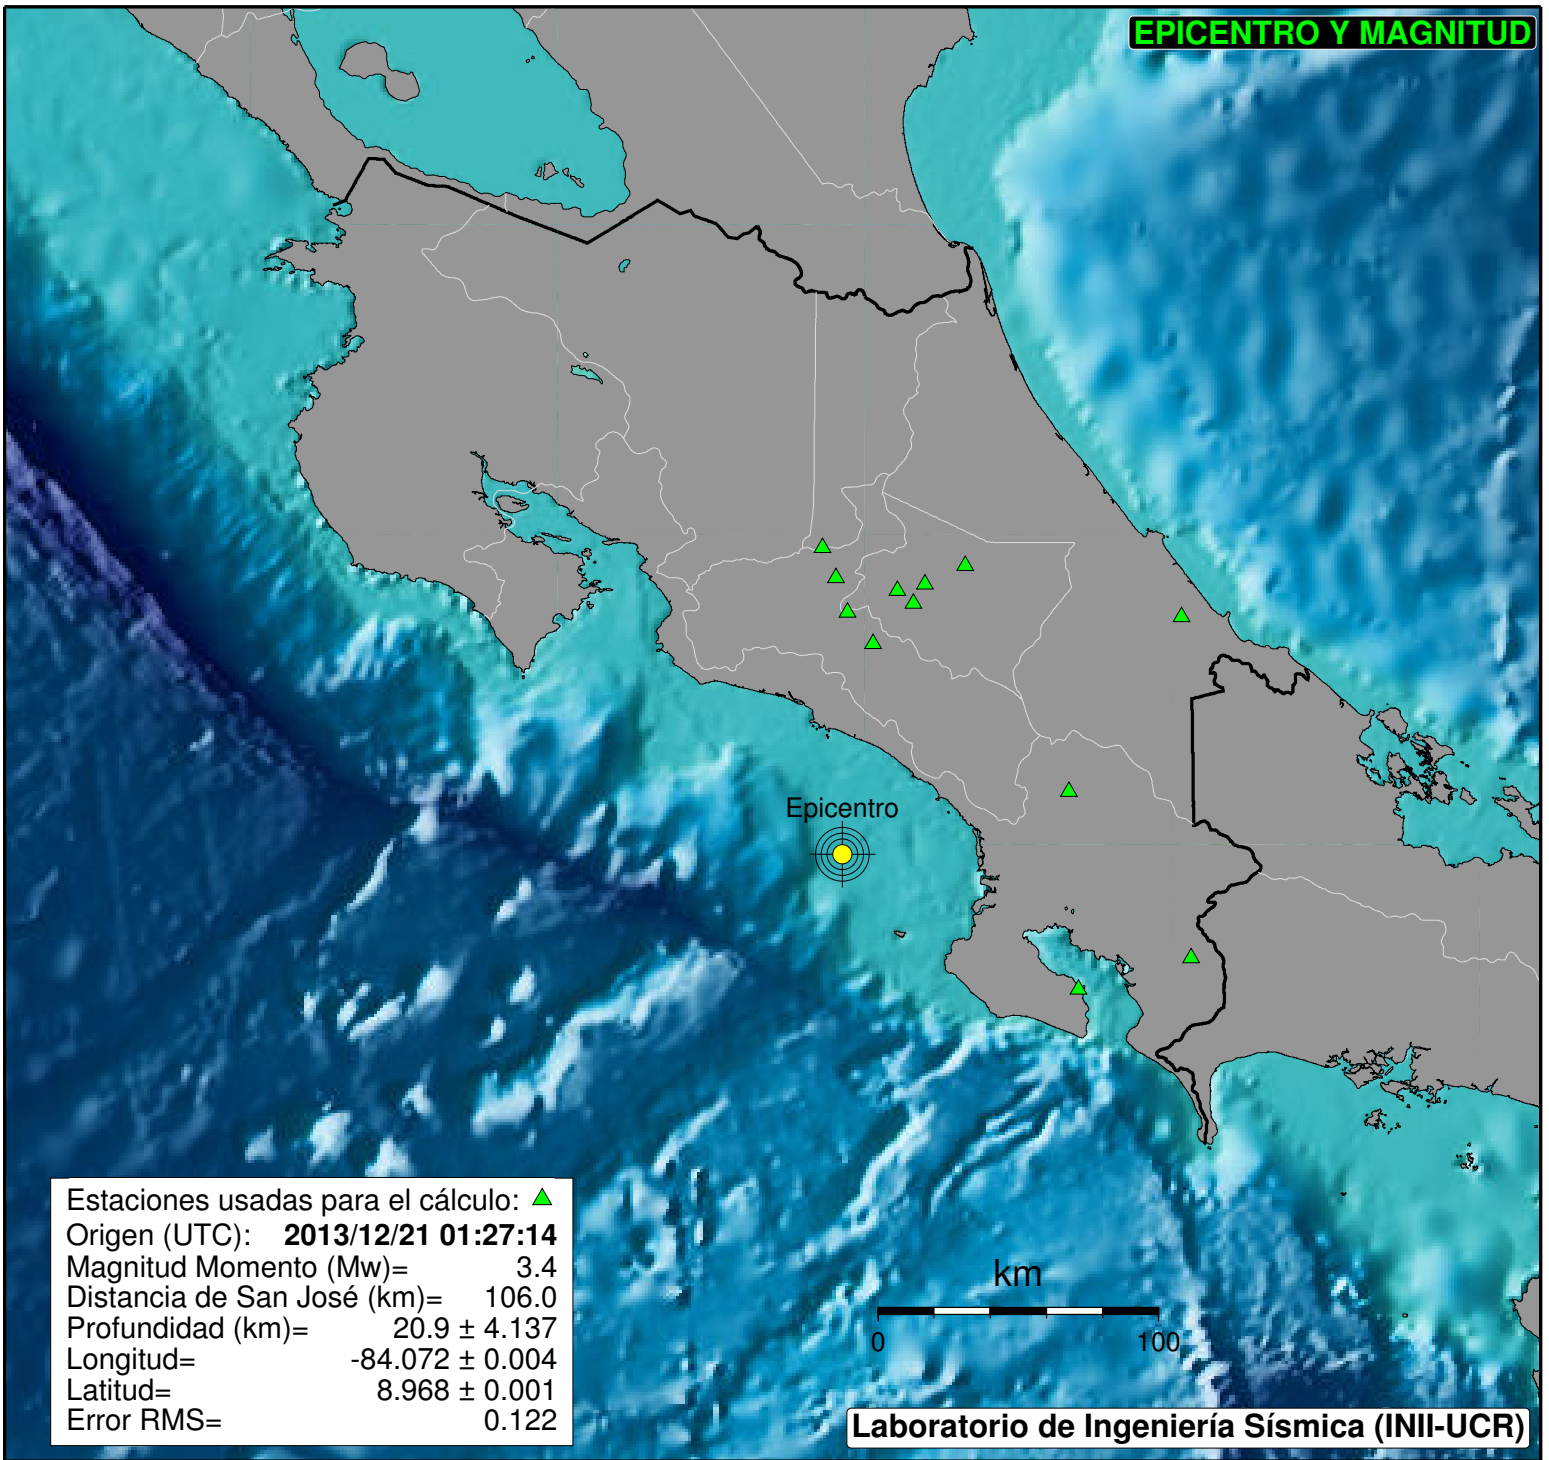 EPICENTRO Y MAGNITUD
Epicentro
Estaciones usadas para el cálculo:
Origen (UTC): 2013/12/21 01:27:14
Magnitud Momento (Mw)= 3.4
Distancia de San José (km)= 106.0
Profundidad (km)= 20.9 ± 4.137
Longitud= -84.072 ± 0.004
Latitud= 8.968 ± 0.001
Error RMS= 0.122
km
0 100
Laboratorio de Ingeniería Sísmica (INII-UCR)